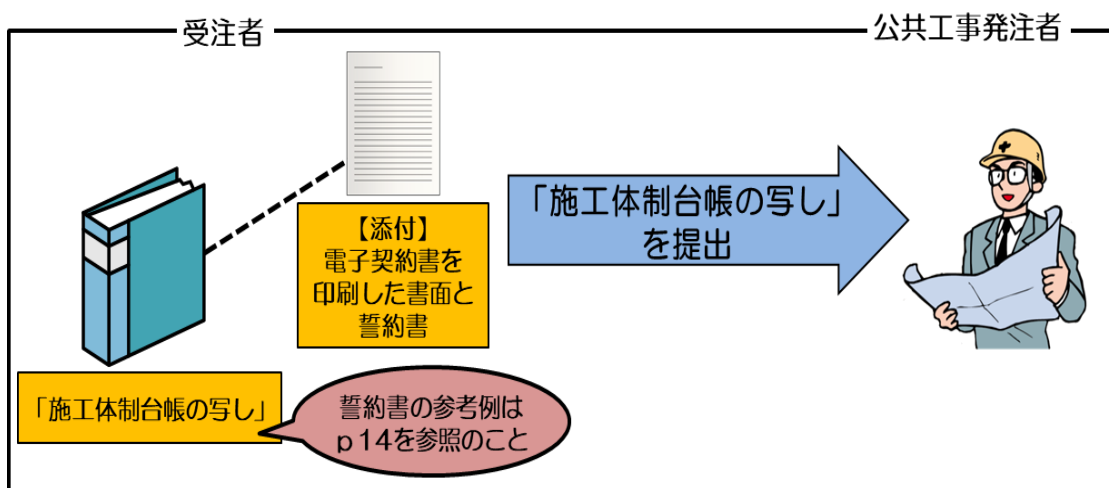 受注者
公共工事発注者
【添付】
電子契約書を
印刷した書面と
誓約書
「施工体制台帳の写し」
を提出
「施工体制台帳の写し」
誓約書の参考例は
p14を参照のこと